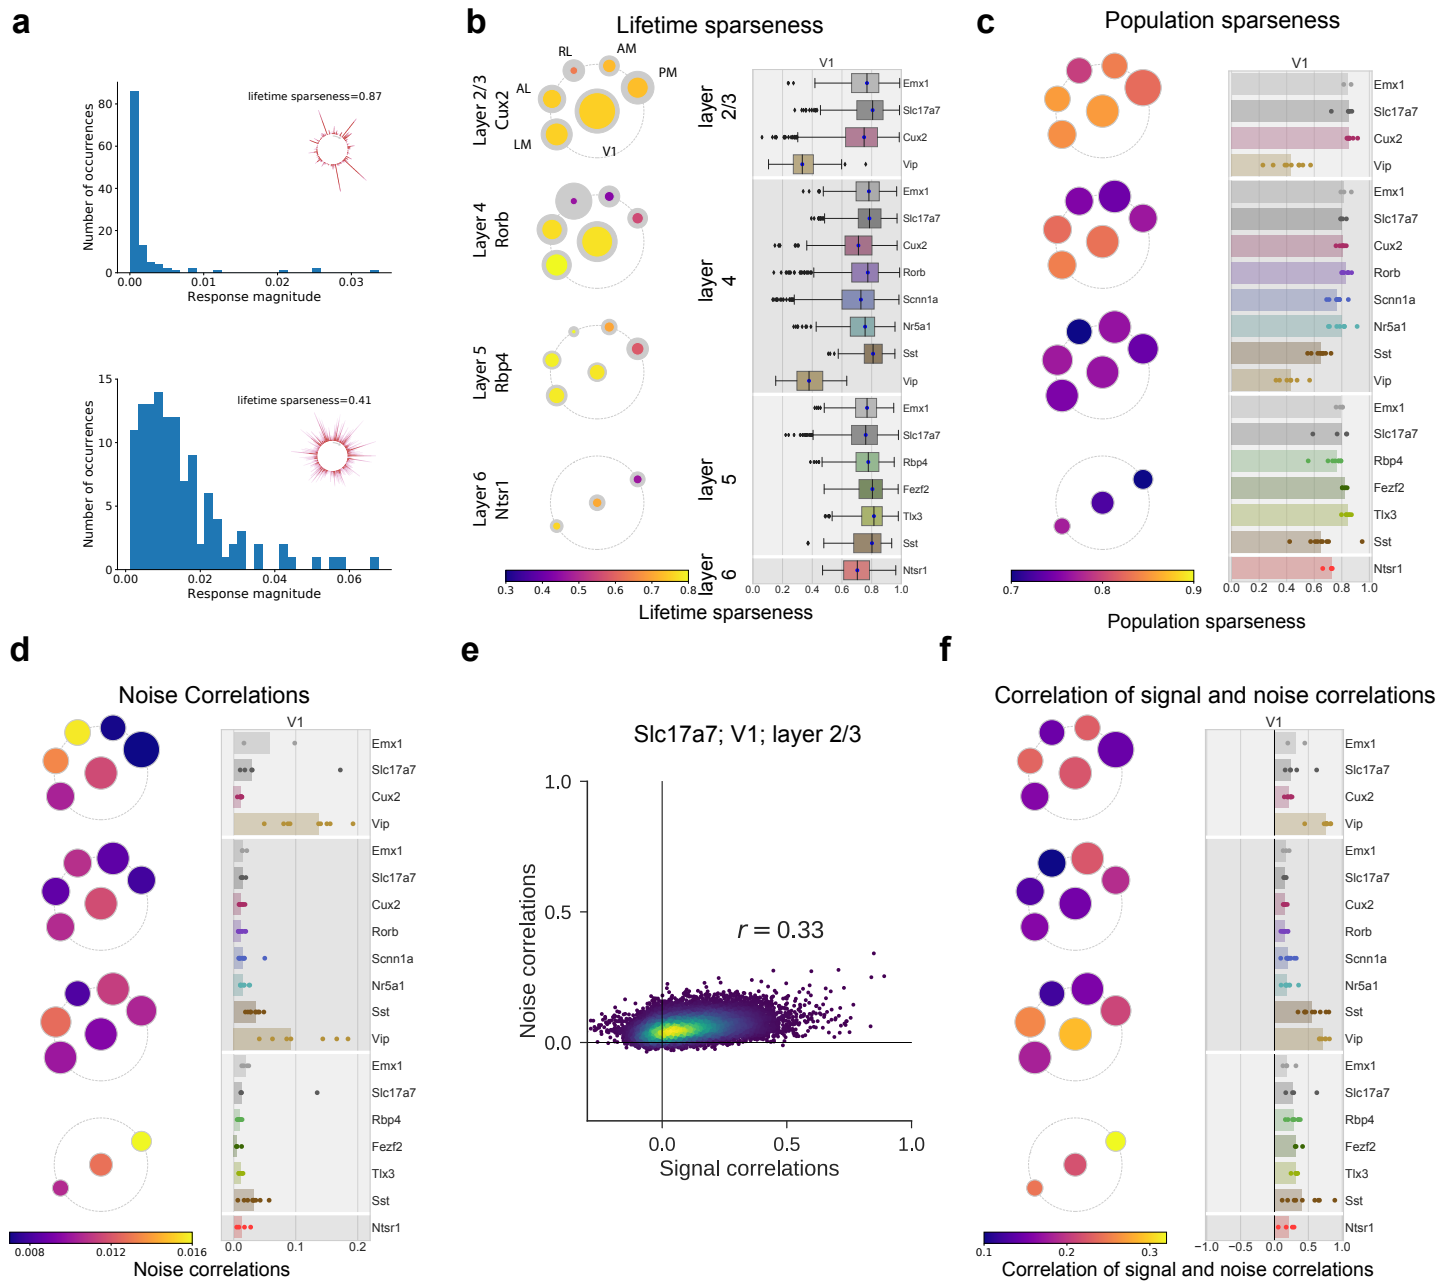 a
Number of occurrences
80
60
40
20
0
lifetime sparseness=0.87
0.00
0.01
0.02
0.03
Response magnitude
Number of occurrences
15
10
5
0
lifetime sparseness=0.41
0.00
0.02
0.04
0.06
Response magnitude
b
Lifetime sparseness
Layer 2/3
Cux2
RL
AM
PM
AL
LM
V1
Layer 4
Rorb
Layer 5
Rbp4
Layer 6
Ntsr1
0.3
0.4
0.5
0.6
0.7
0.8
V1
layer
2/3
Emx1
Slc17a7
Cux2
Vip
layer
4
Emx1
Slc17a7
Cux2
Rorb
Scnn1a
Nr5a1
Sst
Vip
layer
5
Emx1
Slc17a7
Rbp4
Fezf2
Tlx3
Sst
layer
6
Ntsr1
0.0
0.2
0.4
0.6
0.8
1.0
Lifetime sparseness
c
Population sparseness
V1
Emx1
Slc17a7
Cux2
Vip
Emx1
Slc17a7
Cux2
Rorb
Scnn1a
Nr5a1
Sst
Vip
Emx1
Slc17a7
Rbp4
Fezf2
Tlx3
Sst
Ntsr1
0.7
0.8
0.9
0.0
0.2
0.4
0.6
0.8
1.0
Population sparseness
d
Noise Correlations
V1
Emx1
Slc17a7
Cux2
Vip
Emx1
Slc17a7
Cux2
Rorb
Scnn1a
Nr5a1
Sst
Vip
Emx1
Slc17a7
Rbp4
Fezf2
Tlx3
Sst
Ntsr1
0.008
0.012
0.016
0.0
0.1
0.2
Noise correlations
e
Slc17a7; V1; layer 2/3
1.0
0.5
0.0
Noise correlations
r = 0.33
0.0
0.5
1.0
Signal correlations
f
Correlation of signal and noise correlations
V1
Emx1
Slc17a7
Cux2
Vip
Emx1
Slc17a7
Cux2
Rorb
Scnn1a
Nr5a1
Sst
Vip
Emx1
Slc17a7
Rbp4
Fezf2
Tlx3
Sst
Ntsr1
0.1
0.2
0.3
−1.0
−0.5
0.0
0.5
1.0
Correlation of signal and noise correlations